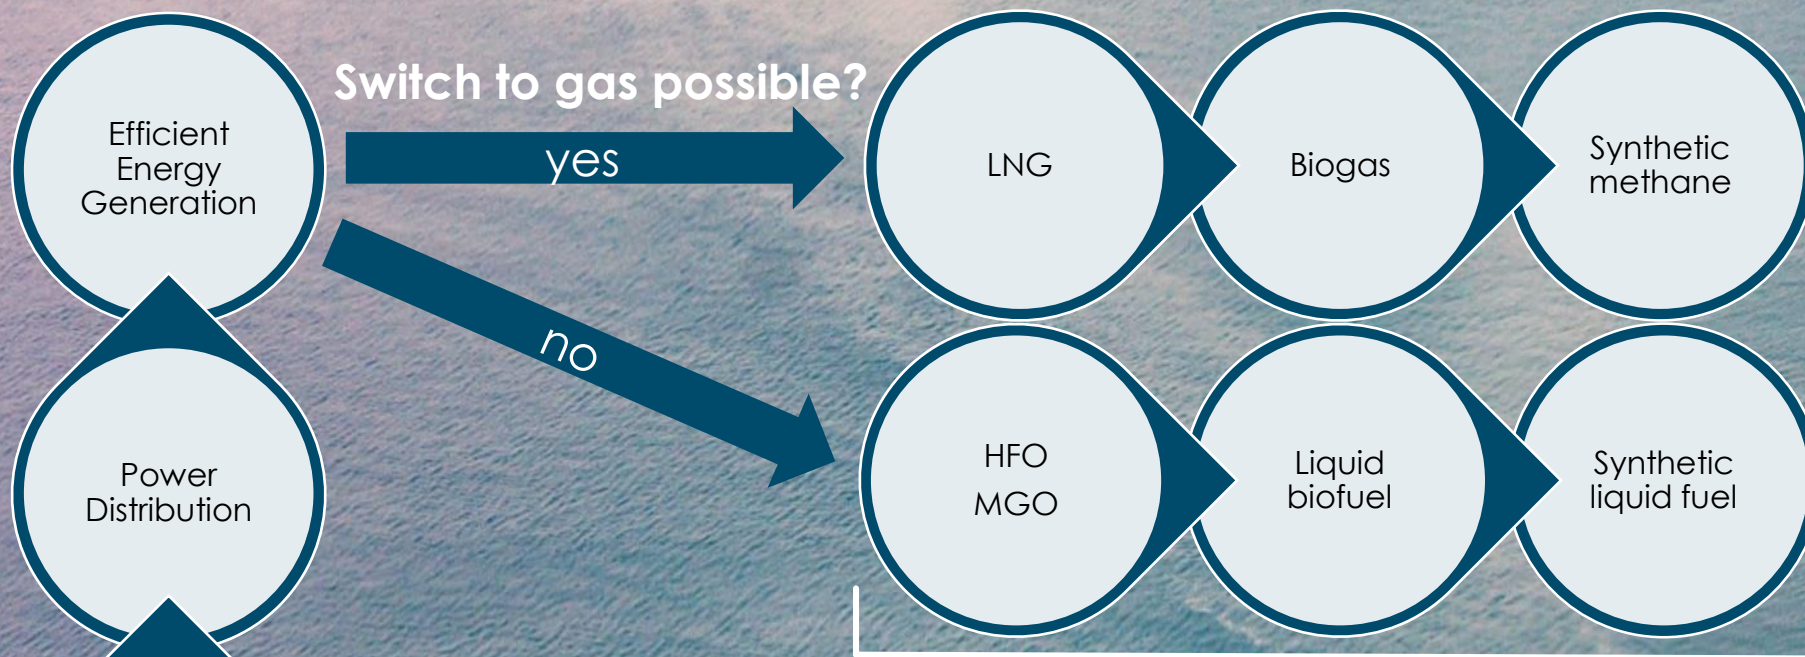 Switch to gas possible?
Efficient
Energy
Generation
yes
LNG
Biogas
Synthetic
methane
no
Power
Distribution
HFO
MGO
Liquid
biofuel
Synthetic
liquid fuel